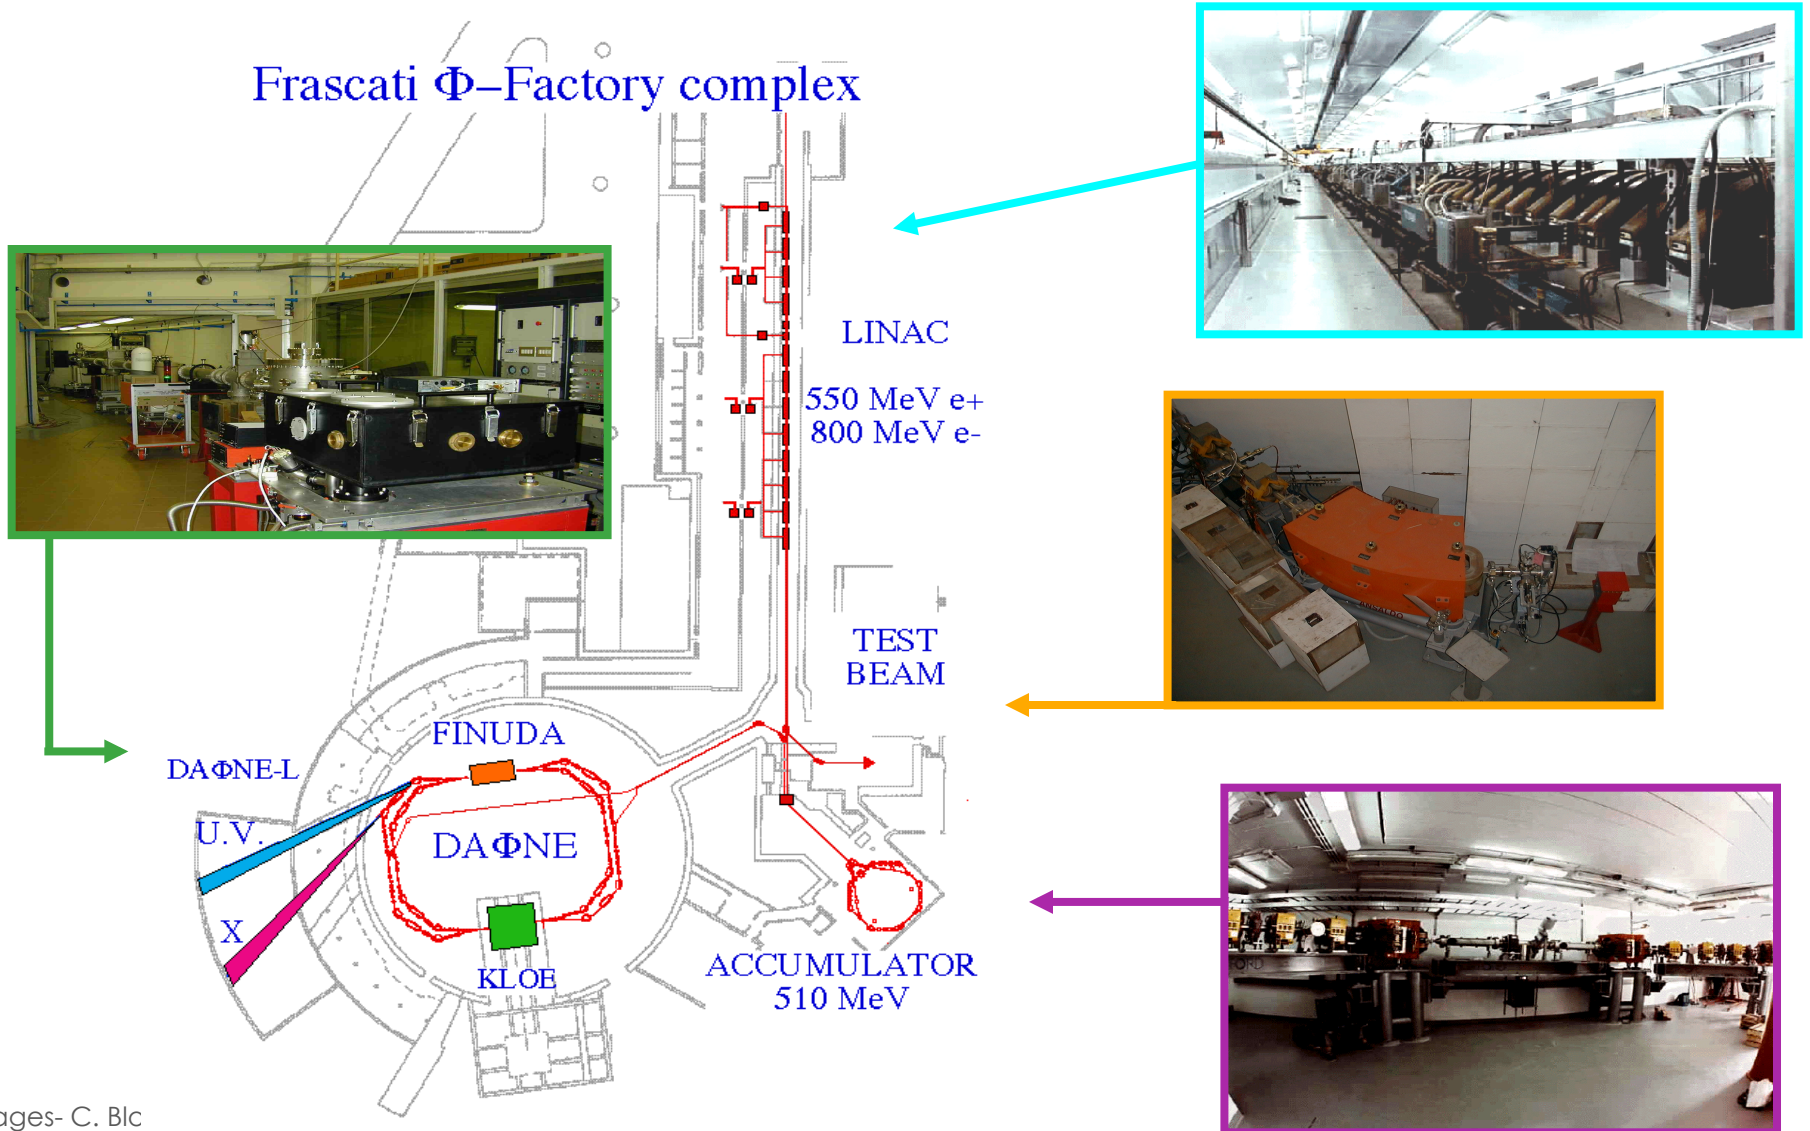 Frascati Φ–Factory complex
LINAC
550 MeV e+
800 MeV e-
TEST
BEAM
FINUDA
DAΦNE-L
U.V.
DAΦNE
X
KLOE
ACCUMULATOR
510 MeV
ANSALDO
ages- C. Blc